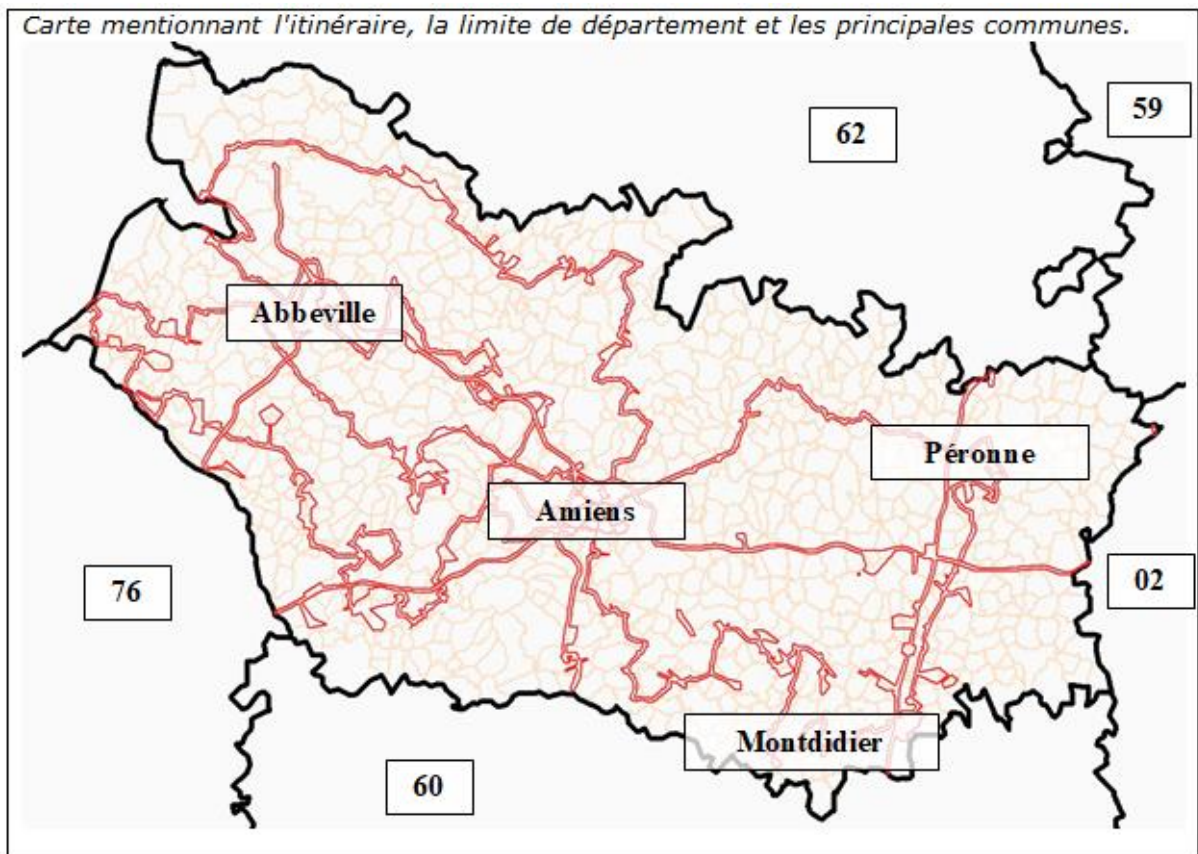 Carte mentionnant l'itinéraire, la limite de département et les principales communes.
59
62
Abbeville
Péronne
Amiens
76
02
Montdidier
60